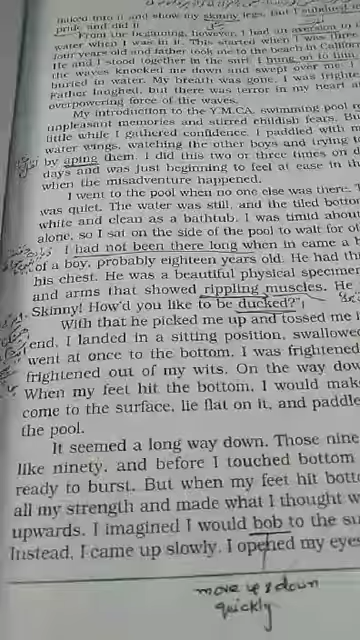 naked into it and show my skinny legs. But I subdued
pride and did it.
From the beginning, however, I had an aversion to
water when I was in it. This started when I was three
four years old and father took me to the beach in Californ
He and I stood together in the surf. I hung on to him,
the waves knocked me down and swept over me. I
buried in water. My breath was gone. I was fright
Father laughed, but there was terror in my heart a
overpowering force of the waves.
My introduction to the Y.M.C.A. swimming pool
unpleasant memories and stirred childish fears. Bu
little while I gathered confidence. I paddled with m
water wings, watching the other boys and trying to
by aping them. I did this two or three times on d
days and was just beginning to feel at ease in th
when the misadventure happened.
I went to the pool when no one else was there. T
was quiet. The water was still, and the tiled botto
white and clean as a bathtub. I was timid about
alone, so I sat on the side of the pool to wait for ot
I had not been there long when in came a
of a boy, probably eighteen years old. He had th
his chest. He was a beautiful physical specimen
and arms that showed rippling muscles. He
Skinny! How'd you like to be ducked?"
With that he picked me up and tossed me i
end. I landed in a sitting position, swallowed
went at once to the bottom. I was frightened
frightened out of my wits. On the way dow
When my feet hit the bottom, I would mak
come to the surface, lie flat on it, and paddle
the pool.
It seemed a long way down. Those nine
like ninety, and before I touched bottom
ready to burst. But when my feet hit botto
all my strength and made what I thought w
upwards. I imagined I would bob to the su
Instead, I came up slowly. I opened my eyes
move up & down
quickly